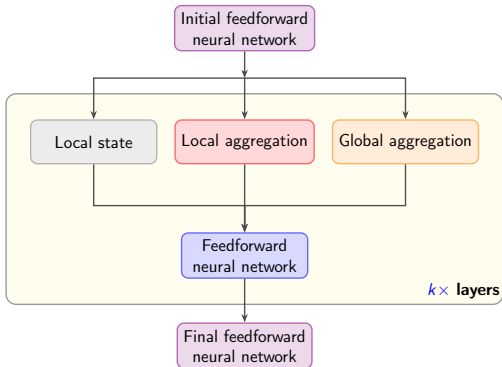 Initial feedforward
neural network
Local state
Local aggregation
Global aggregation
Feedforward
neural network
k× layers
Final feedforward
neural network